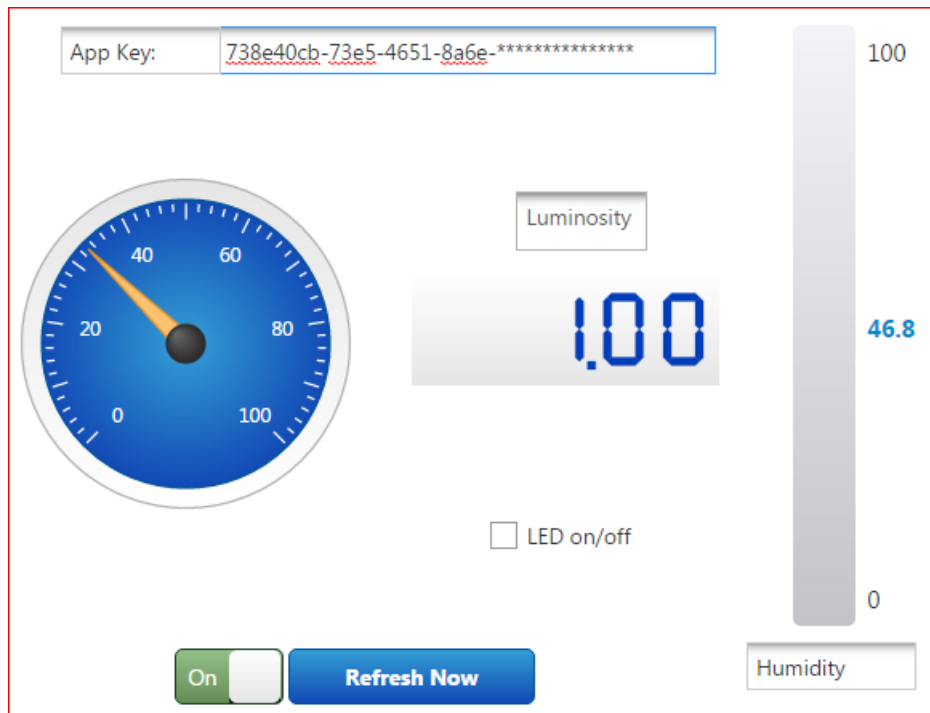 App Key: 738e40cb-73e5-4651-8a6e-***************
100
Luminosity
40 60
20 80
0 100
1.00
46.8
LED on/off
0
On Refresh Now
Humidity